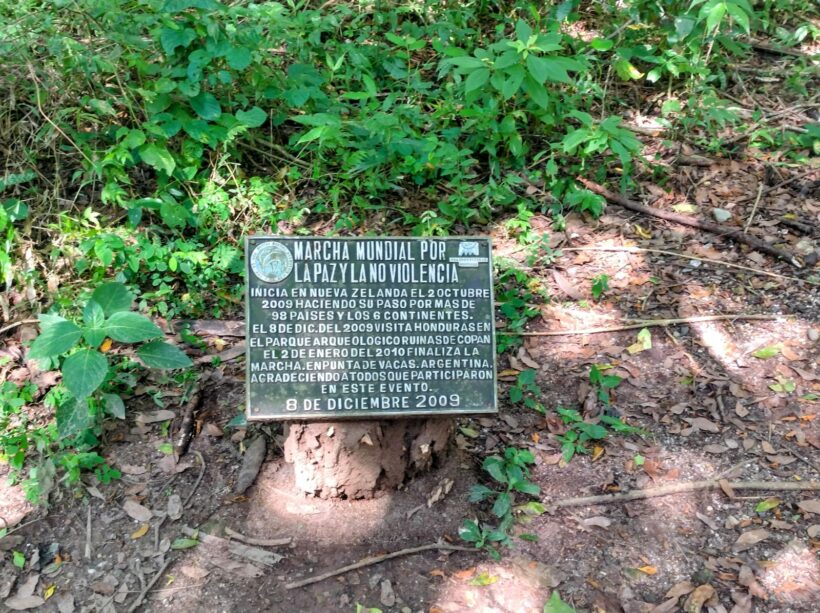 MARCHA MUNDIAL POR
LA PAZ Y LA NO VIOLENCIA
INICIA EN NUEVA ZELANDA EL 2 OCTUBRE
2009 HACIENDO SU PASO POR MAS DE
98 PAISES Y LOS 6 CONTINENTES.
EL 8 DE DIC. DEL 2009 VISITA HONDURAS EN
EL PARQUE ARQUEOLOGICO RUINAS DE COPAN
EL 2 DE ENERO DEL 2010 FINALIZA LA
MARCHA. EN PUNTA DE VACAS. ARGENTINA.
AGRADECIENDO A TODOS QUE PARTICIPARON
EN ESTE EVENTO.
8 DE DICIEMBRE 2009